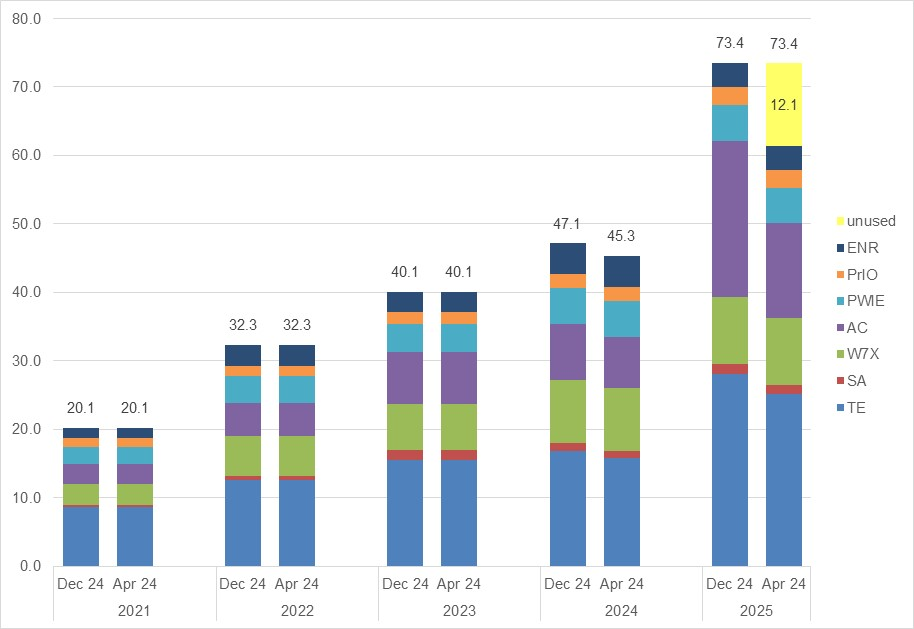 80.0
70.0
60.0
50.0
40.0
30.0
20.0
10.0
0.0
20.1 20.1
32.3 32.3
40.1 40.1
47.1 45.3
73.4 73.4
12.1
unused
ENR
PrIO
PWIE
AC
W7X
SA
TE
Dec 24 Apr 24 Dec 24 Apr 24 Dec 24 Apr 24 Dec 24 Apr 24 Dec 24 Apr 24
2021 2022 2023 2024 2025